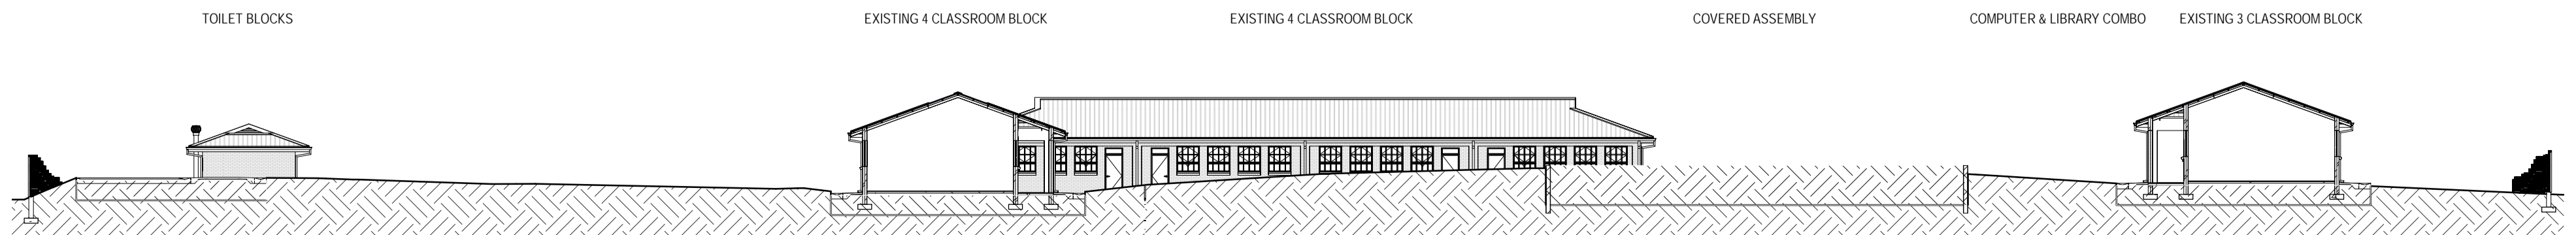 TOILET BLOCKS
EXISTING 4 CLASSROOM BLOCK
EXISTING 4 CLASSROOM BLOCK
COVERED ASSEMBLY
COMPUTER & LIBRARY COMBO
EXISTING 3 CLASSROOM BLOCK